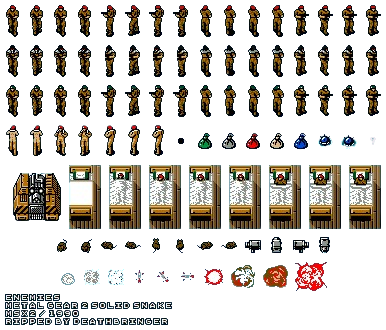 ENEMIES
METAL GEAR 2 SOLID SNAKE
MSX2 / 1990
RIPPED BY DEATHBRINGER